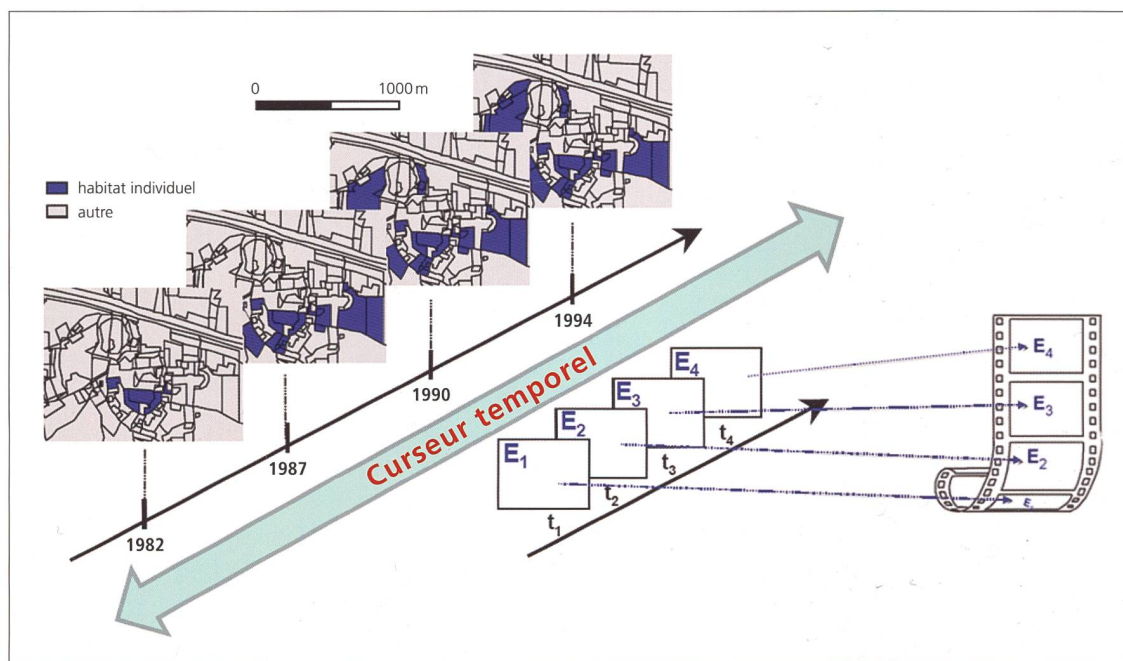 0 1000 m
habitat individuel
autre
1982
1987
1990
1994
Curseur temporel
E1
E2
E3
E4
t1
t2
t3
t4
E4
E3
E2